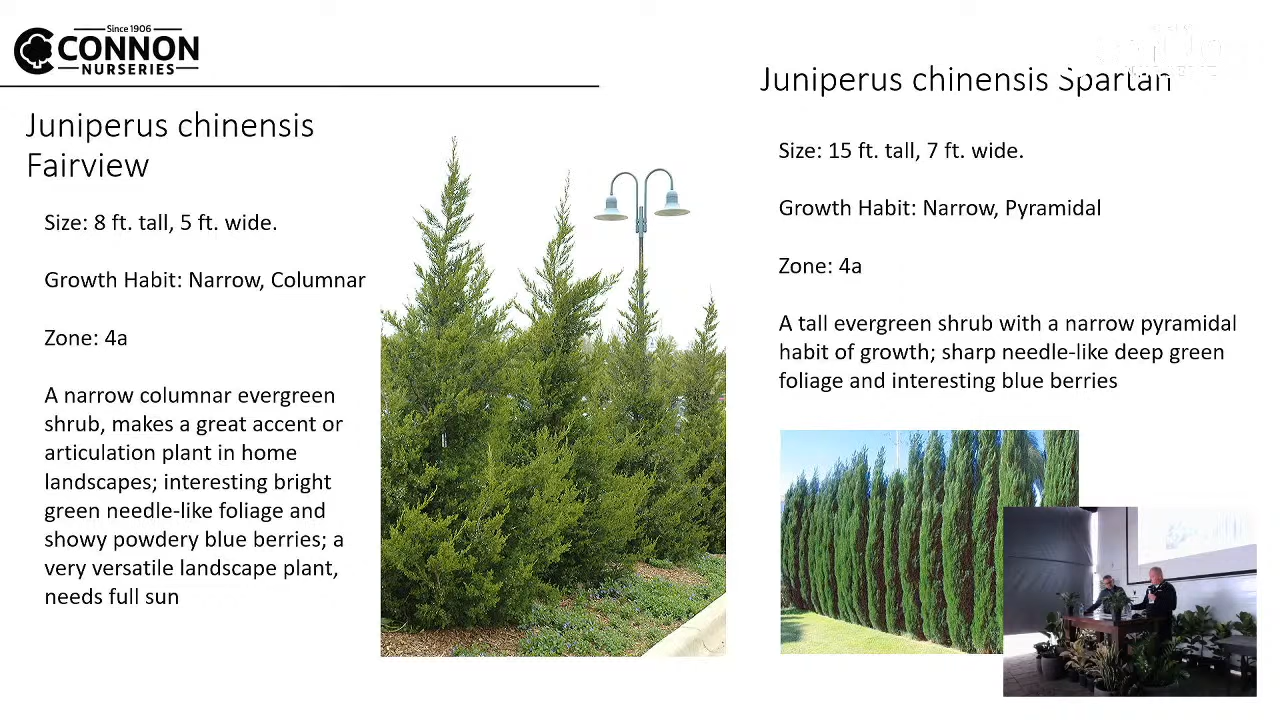 Since 1906
CONNON
NURSERIES
Juniperus chinensis
Fairview
Size: 8 ft. tall, 5 ft. wide.
Growth Habit: Narrow, Columnar
Zone: 4a
A narrow columnar evergreen
shrub, makes a great accent or
articulation plant in home
landscapes; interesting bright
green needle-like foliage and
showy powdery blue berries; a
very versatile landscape plant,
needs full sun
Juniperus chinensis Spartan
Size: 15 ft. tall, 7 ft. wide.
Growth Habit: Narrow, Pyramidal
Zone: 4a
A tall evergreen shrub with a narrow pyramidal
habit of growth; sharp needle-like deep green
foliage and interesting blue berries